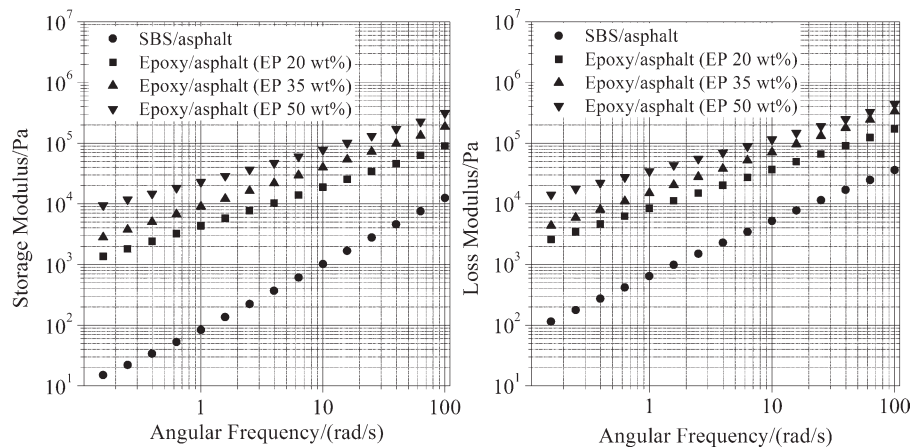 10^7
10^6
10^5
10^4
10^3
10^2
10^1
Storage Modulus/Pa
● SBS/asphalt
■ Epoxy/asphalt (EP 20 wt%)
▲ Epoxy/asphalt (EP 35 wt%)
▼ Epoxy/asphalt (EP 50 wt%)
1 10 100
Angular Frequency/(rad/s)
10^7
10^6
10^5
10^4
10^3
10^2
10^1
Loss Modulus/Pa
● SBS/asphalt
■ Epoxy/asphalt (EP 20 wt%)
▲ Epoxy/asphalt (EP 35 wt%)
▼ Epoxy/asphalt (EP 50 wt%)
1 10 100
Angular Frequency/(rad/s)